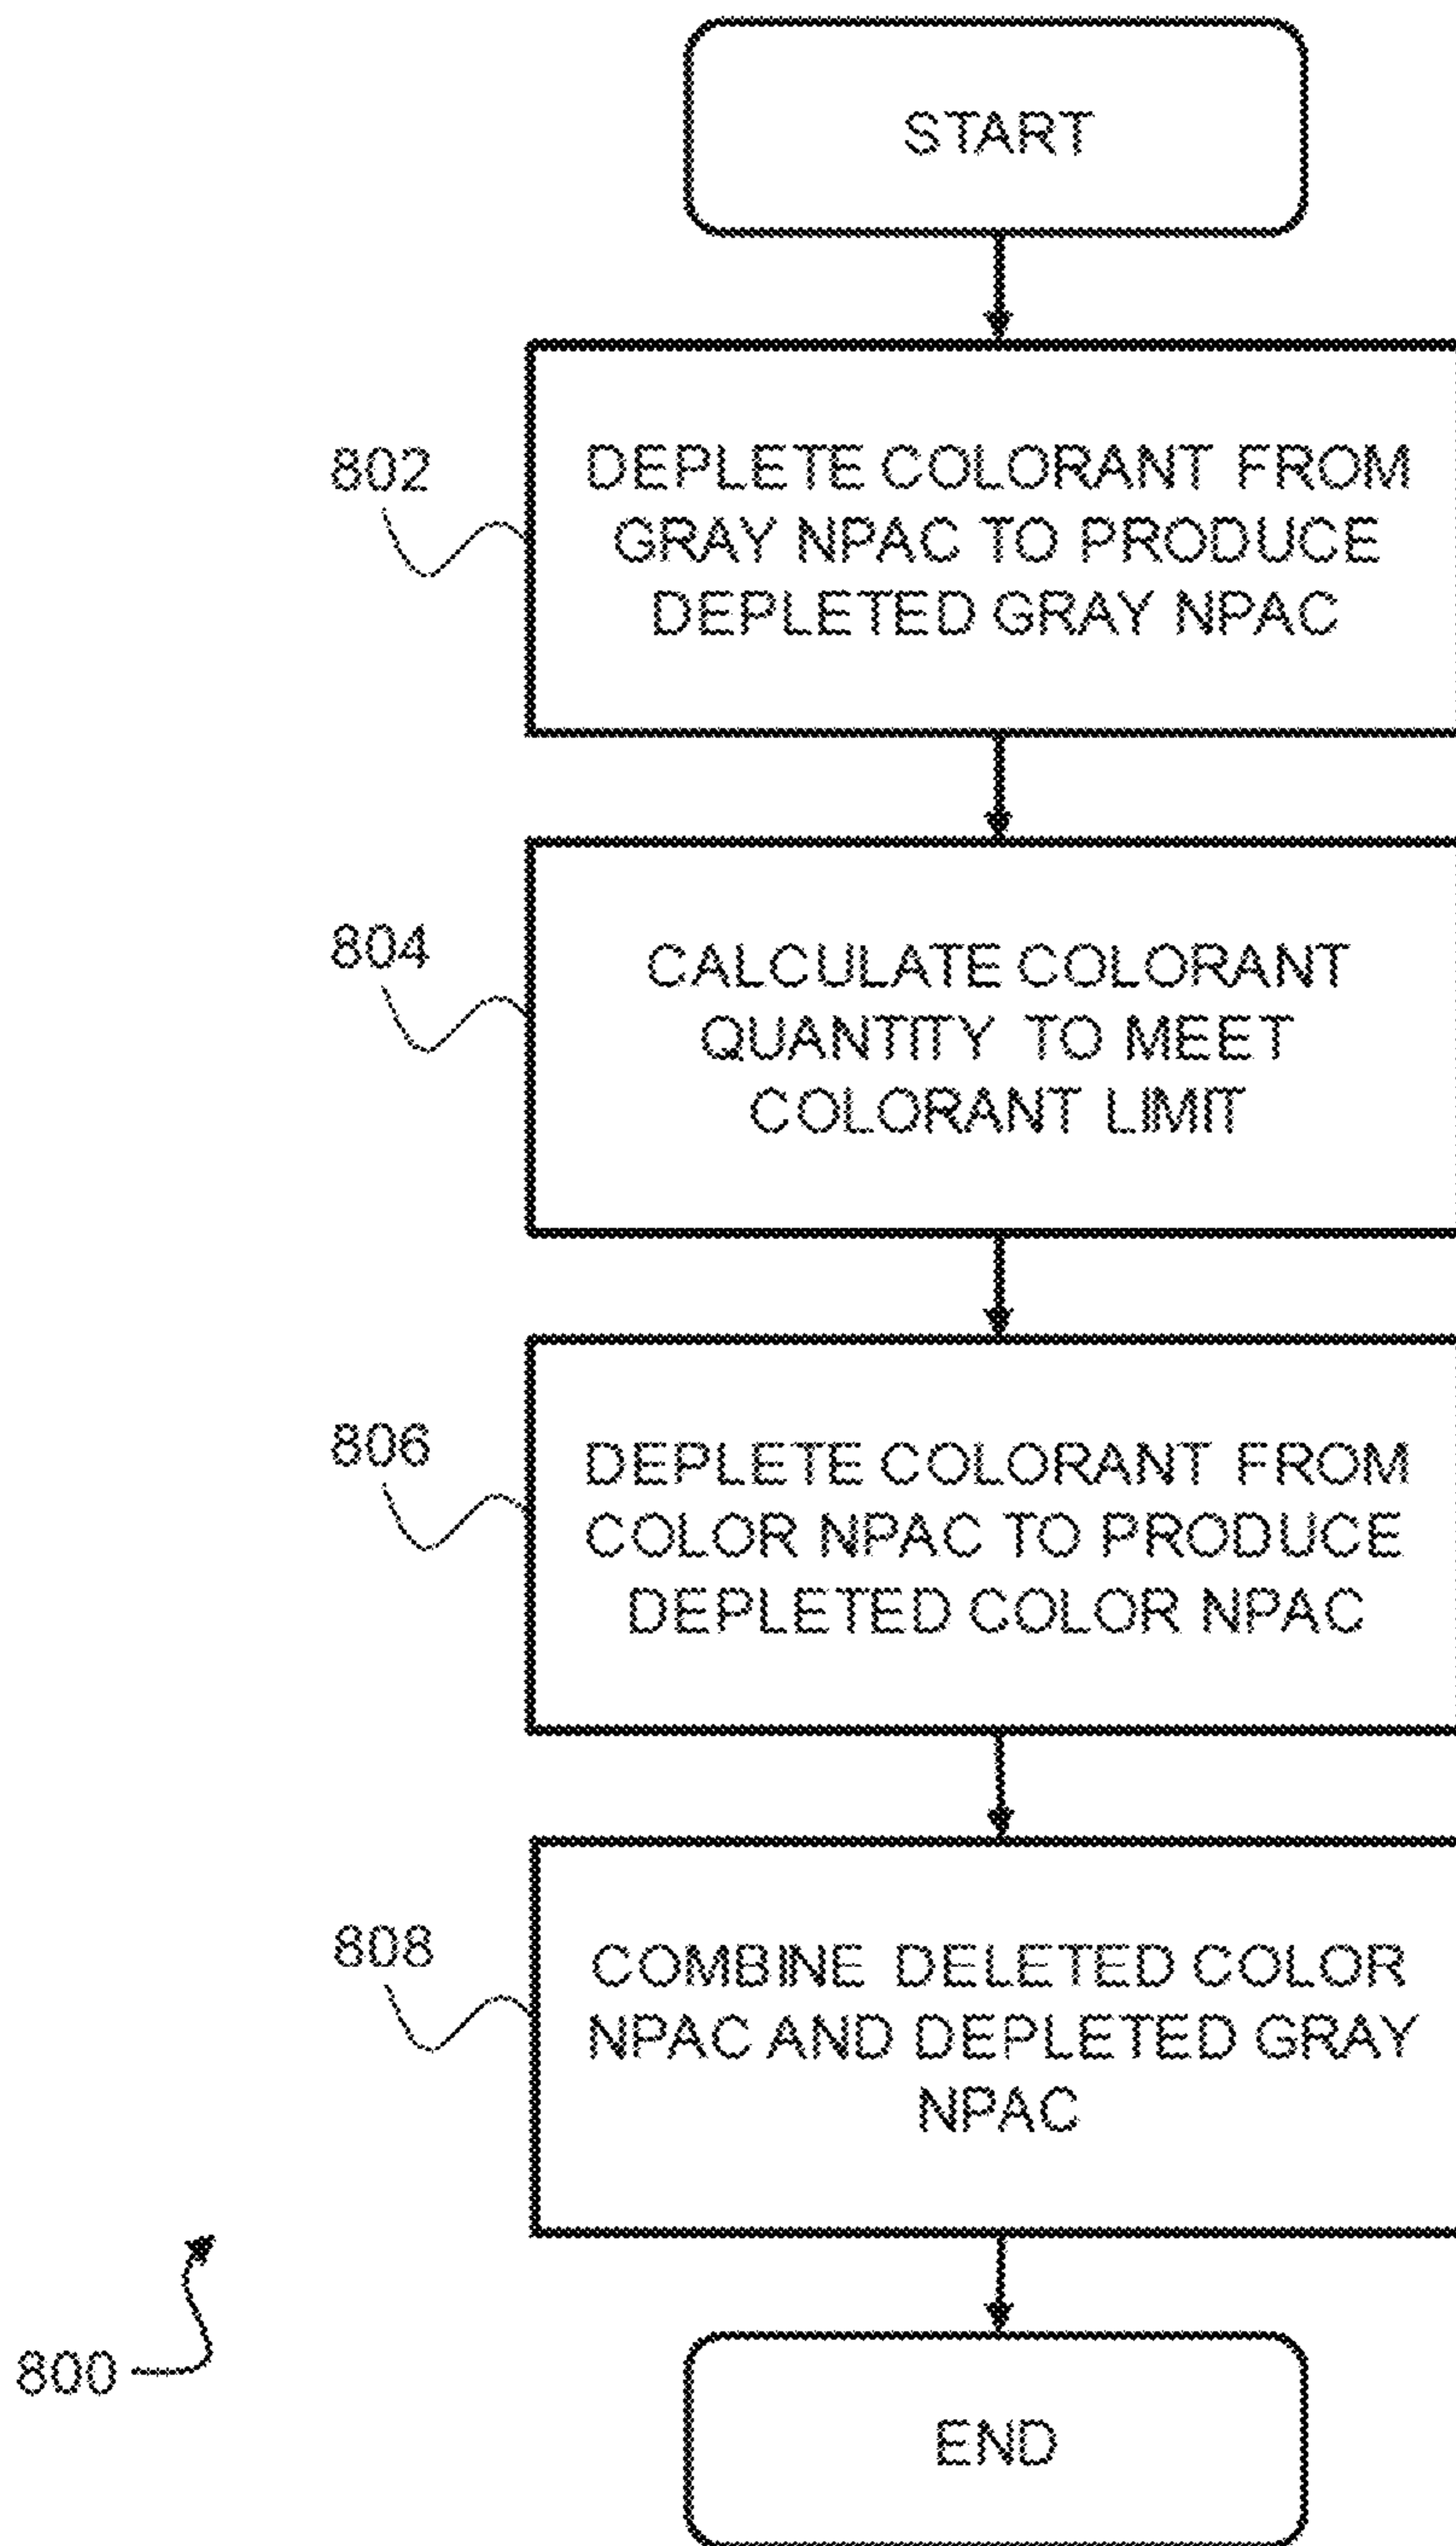 START
802
DEPLETE COLORANT FROM
GRAY NPAC TO PRODUCE
DEPLETED GRAY NPAC
804
CALCULATE COLORANT
QUANTITY TO MEET
COLORANT LIMIT
806
DEPLETE COLORANT FROM
COLOR NPAC TO PRODUCE
DEPLETED COLOR NPAC
808
COMBINE DELETED COLOR
NPAC AND DEPLETED GRAY
NPAC
800
END